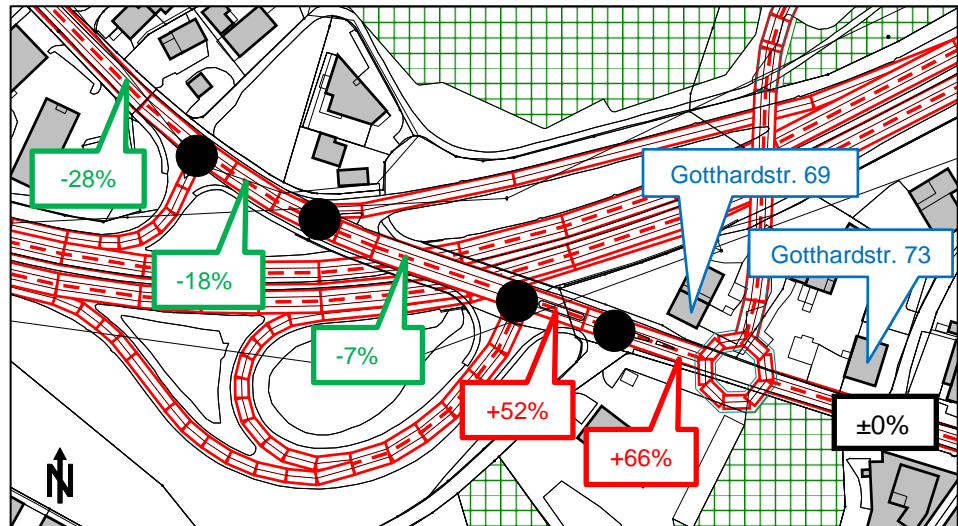 -28%
Gotthardstr. 69
Gotthardstr. 73
-18%
-7%
+52%
±0%
+66%
N